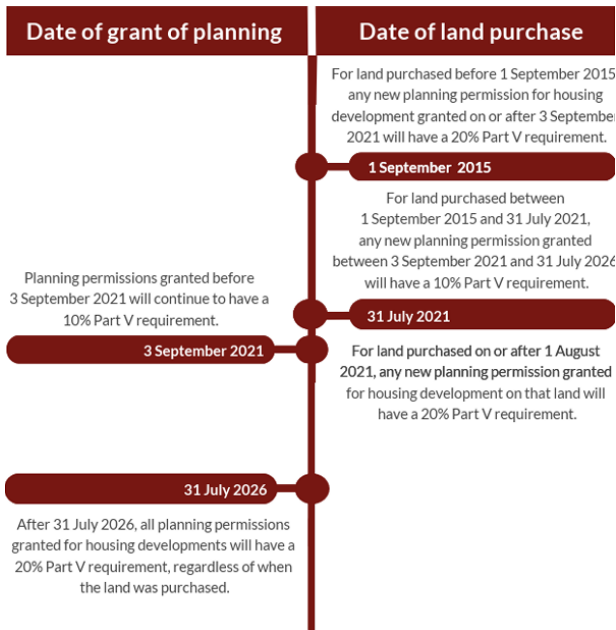 Date of grant of planning
Date of land purchase
For land purchased before 1 September 2015
any new planning permission for housing
development granted on or after 3 September
2021 will have a 20% Part V requirement.
1 September 2015
For land purchased between
1 September 2015 and 31 July 2021,
any new planning permission granted
between 3 September 2021 and 31 July 2026
will have a 10% Part V requirement.
Planning permissions granted before
3 September 2021 will continue to have a
10% Part V requirement.
31 July 2021
3 September 2021
For land purchased on or after 1 August
2021, any new planning permission granted
for housing development on that land will
have a 20% Part V requirement.
31 July 2026
After 31 July 2026, all planning permissions
granted for housing developments will have a
20% Part V requirement, regardless of when
the land was purchased.